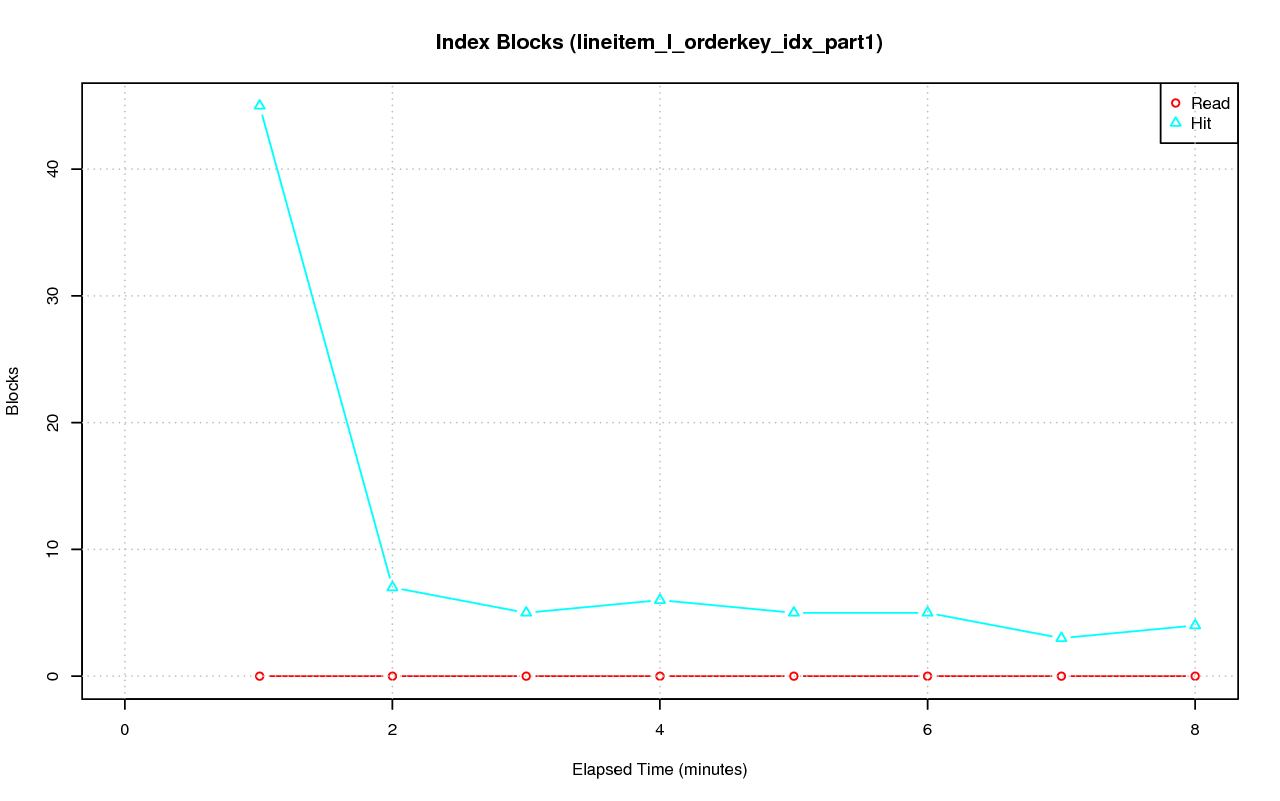 Index Blocks (lineitem_l_orderkey_idx_part1)
Read
Hit
Blocks
40
30
20
10
0
0 2 4 6 8
Elapsed Time (minutes)